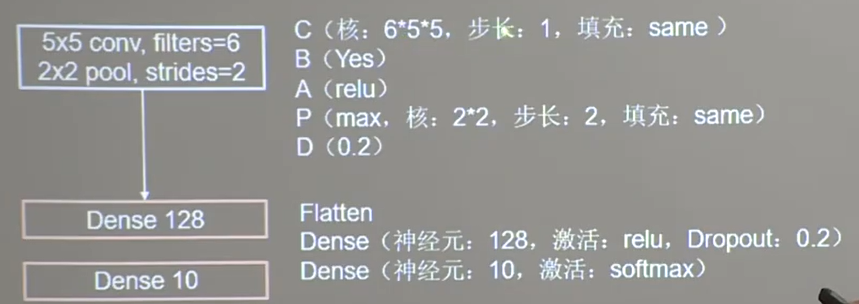 5x5 conv, filters=6
2x2 pool, strides=2
C（核：6*5*5，步长：1，填充：same ）
B（Yes）
A（relu）
P（max，核：2*2，步长：2，填充：same）
D（0.2）
Dense 128
Flatten
Dense（神经元：128，激活：relu，Dropout：0.2）
Dense 10
Dense（神经元：10，激活：softmax）